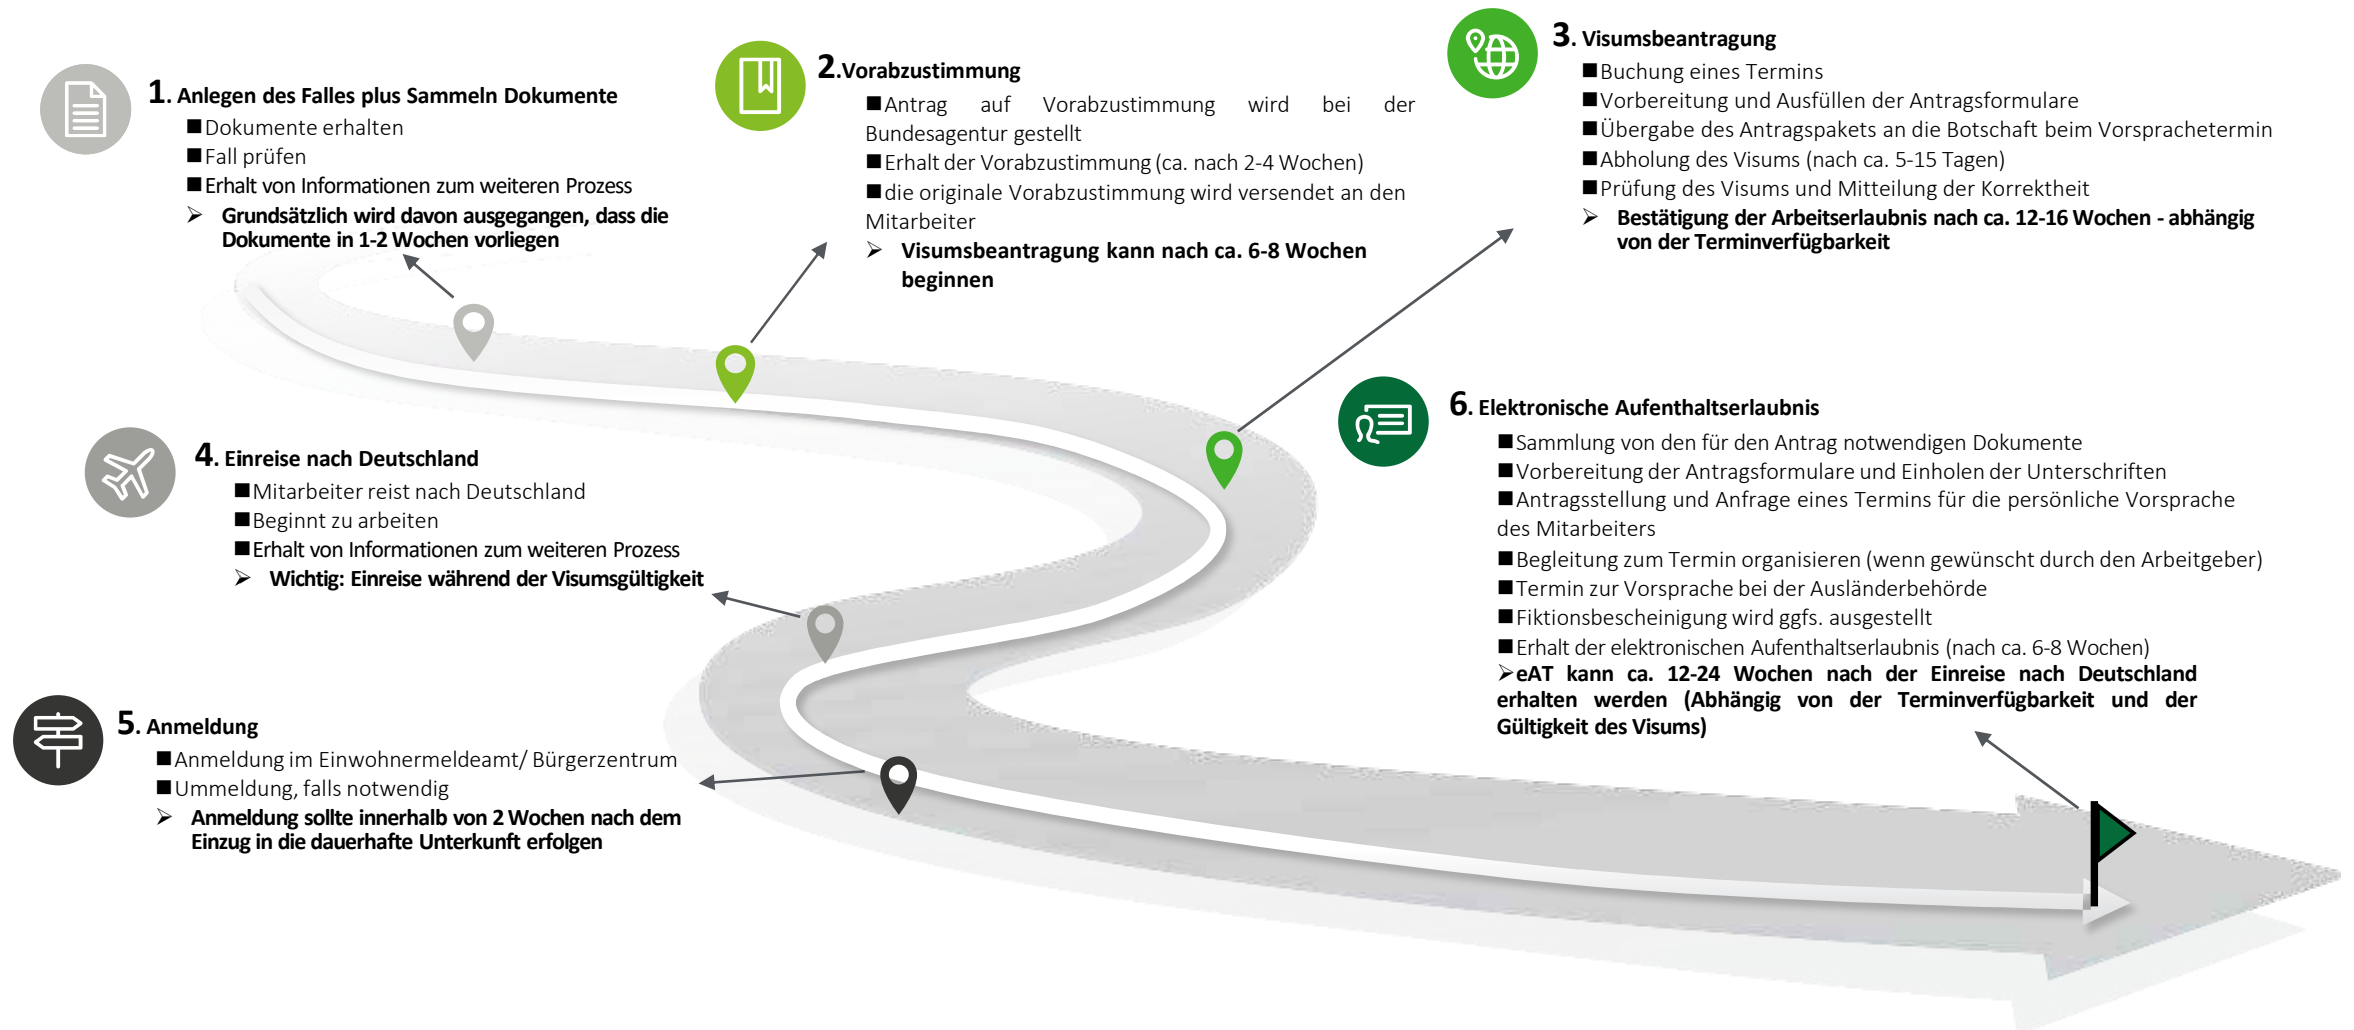 1. Anlegen des Falles plus Sammeln Dokumente
■Dokumente erhalten
■Fall prüfen
■Erhalt von Informationen zum weiteren Prozess
➢ Grundsätzlich wird davon ausgegangen, dass die
Dokumente in 1-2 Wochen vorliegen
2.Vorabzustimmung
■Antrag auf Vorabzustimmung wird bei der
Bundesagentur gestellt
■Erhalt der Vorabzustimmung (ca. nach 2-4 Wochen)
■die originale Vorabzustimmung wird versendet an den
Mitarbeiter
➢ Visumsbeantragung kann nach ca. 6-8 Wochen
beginnen
3. Visumsbeantragung
■Buchung eines Termins
■Vorbereitung und Ausfüllen der Antragsformulare
■Übergabe des Antragspakets an die Botschaft beim Vorsprachetermin
■Abholung des Visums (nach ca. 5-15 Tagen)
■Prüfung des Visums und Mitteilung der Korrektheit
➢ Bestätigung der Arbeitserlaubnis nach ca. 12-16 Wochen - abhängig
von der Terminverfügbarkeit
4. Einreise nach Deutschland
■Mitarbeiter reist nach Deutschland
■Beginnt zu arbeiten
■Erhalt von Informationen zum weiteren Prozess
➢ Wichtig: Einreise während der Visumsgültigkeit
5. Anmeldung
■Anmeldung im Einwohnermeldeamt/ Bürgerzentrum
■Ummeldung, falls notwendig
➢ Anmeldung sollte innerhalb von 2 Wochen nach dem
Einzug in die dauerhafte Unterkunft erfolgen
6. Elektronische Aufenthaltserlaubnis
■Sammlung von den für den Antrag notwendigen Dokumente
■Vorbereitung der Antragsformulare und Einholen der Unterschriften
■Antragsstellung und Anfrage eines Termins für die persönliche Vorsprache
des Mitarbeiters
■Begleitung zum Termin organisieren (wenn gewünscht durch den Arbeitgeber)
■Termin zur Vorsprache bei der Ausländerbehörde
■Fiktionsbescheinigung wird ggfs. ausgestellt
■Erhalt der elektronischen Aufenthaltserlaubnis (nach ca. 6-8 Wochen)
➢eAT kann ca. 12-24 Wochen nach der Einreise nach Deutschland
erhalten werden (Abhängig von der Terminverfügbarkeit und der
Gültigkeit des Visums)